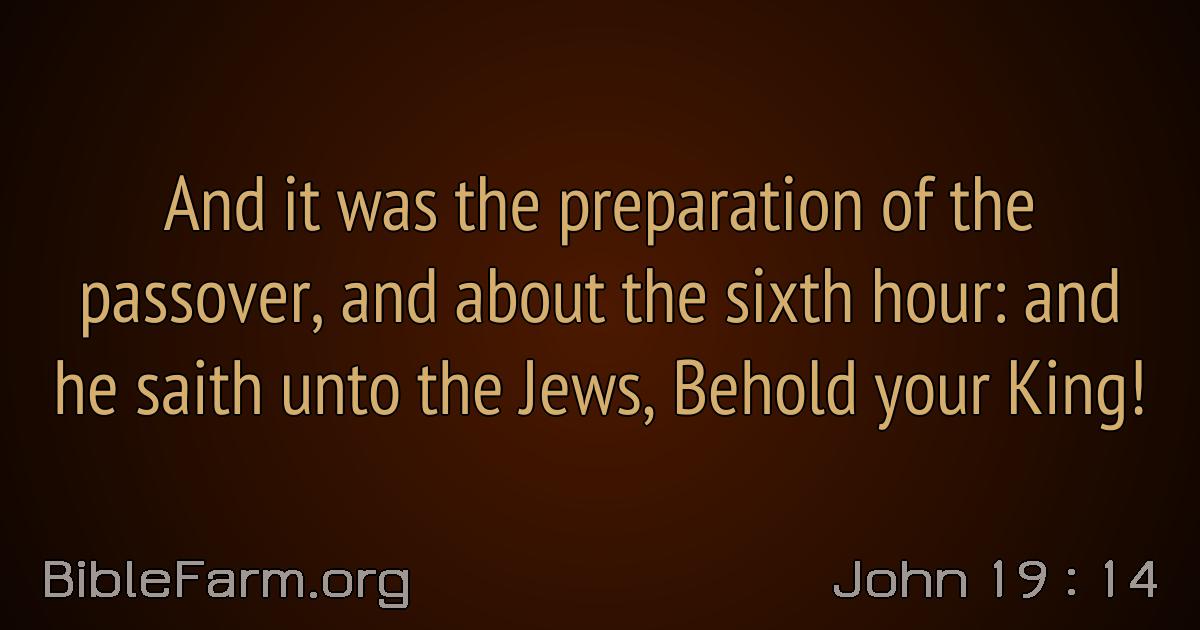 And it was the preparation of the
passover, and about the sixth hour: and
he saith unto the Jews, Behold your King!
BibleFarm.org
John 19:14